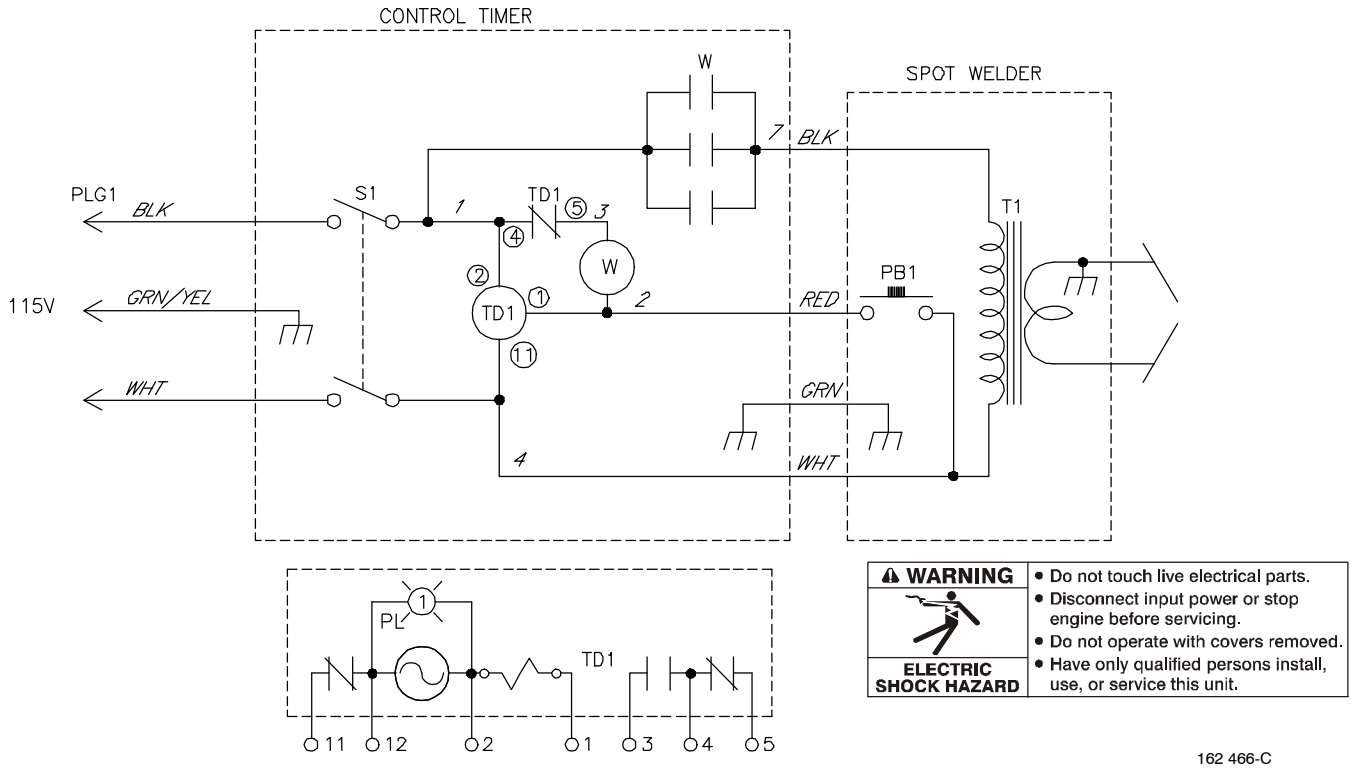 CONTROL TIMER
W
SPOT WELDER
7 BLK
PLG1
S1
TD1
T1
BLK
1
5
3
4
W
2
PB1
115V
GRN/YEL
1
2
RED
TD1
11
WHT
GRN
4
WHT
WARNING
ELECTRIC
SHOCK HAZARD
• Do not touch live electrical parts.
• Disconnect input power or stop
engine before servicing.
• Do not operate with covers removed.
• Have only qualified persons install,
use, or service this unit.
1
PL
TD1
11
12
2
1
3
4
5
162 466-C